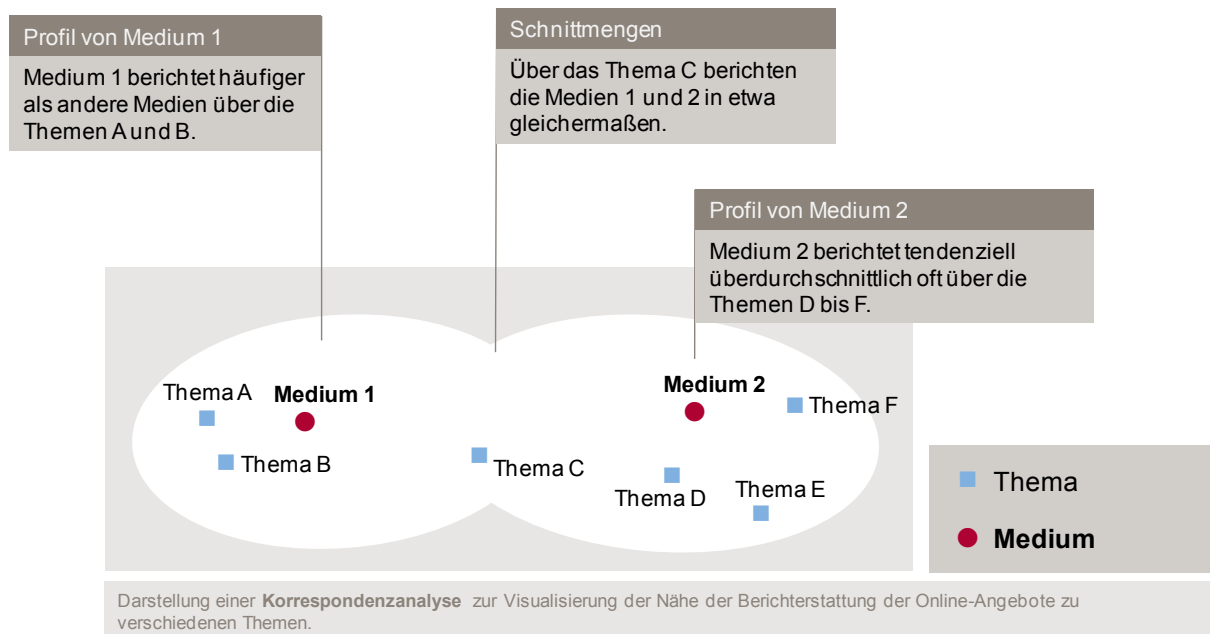 Profil von Medium 1
Medium 1 berichtet häufiger
als andere Medien über die
Themen A und B.
Schnittmengen
Über das Thema C berichten
die Medien 1 und 2 in etwa
gleichermaßen.
Profil von Medium 2
Medium 2 berichtet tendenziell
überdurchschnittlich oft über die
Themen D bis F.
Thema A
Medium 1
Medium 2
Thema F
Thema B
Thema C
Thema D
Thema E
Thema
Medium
Darstellung einer Korrespondenzanalyse zur Visualisierung der Nähe der Berichterstattung der Online-Angebote zu
verschiedenen Themen.